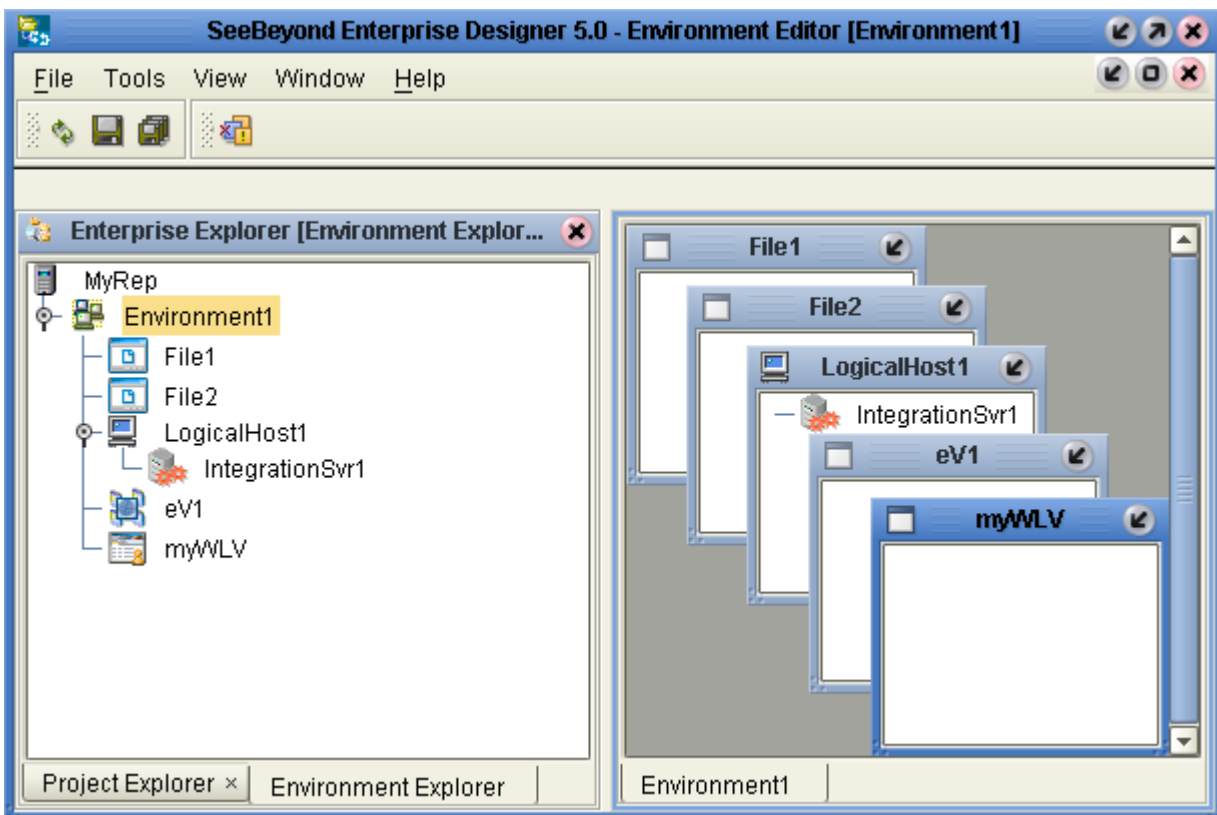 SeeBeyond Enterprise Designer 5.0 - Environment Editor [Environment1]
File Tools View Window Help
Enterprise Explorer [Environment Explor...
MyRep
Environment1
File1
File2
LogicalHost1
IntegrationSvr1
eV1
myWLV
Project Explorer ×
Environment Explorer
File1
File2
LogicalHost1
IntegrationSvr1
eV1
myWLV
Environment1